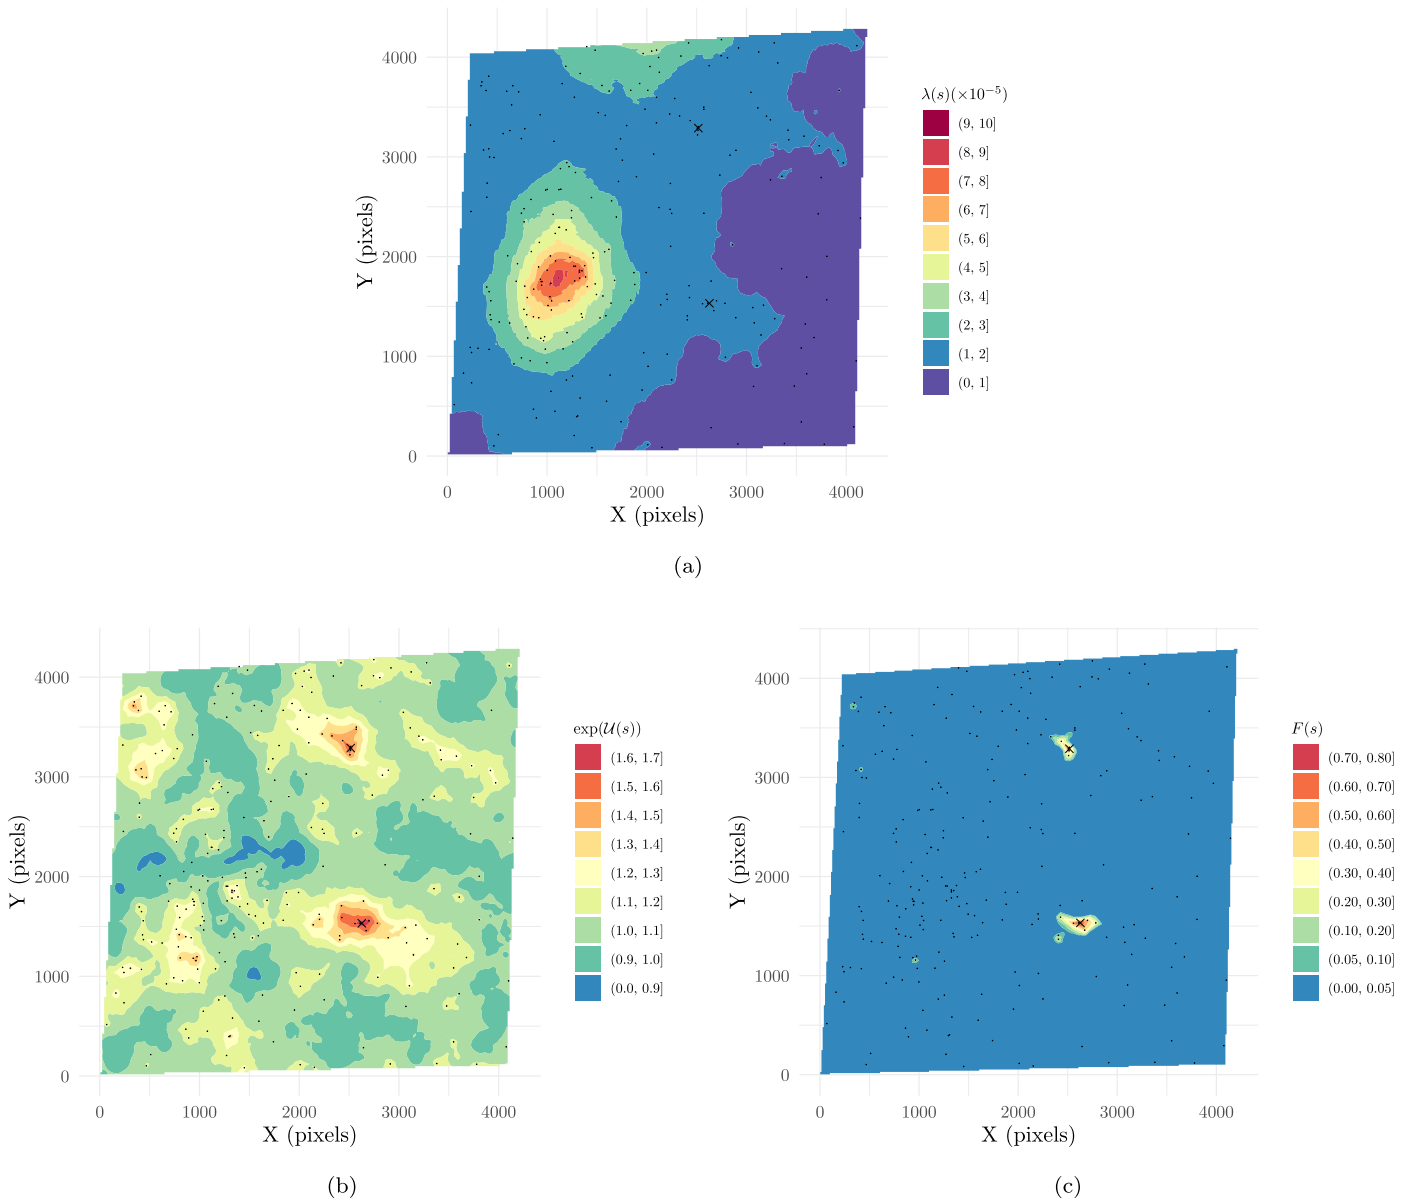 λ(s)(×10⁻⁵)
(9, 10]
(8, 9]
(7, 8]
(6, 7]
(5, 6]
(4, 5]
(3, 4]
(2, 3]
(1, 2]
(0, 1]
Y (pixels)
4000
3000
2000
1000
0
0 1000 2000 3000 4000
X (pixels)
(a)
exp(𝒰(s))
(1.6, 1.7]
(1.5, 1.6]
(1.4, 1.5]
(1.3, 1.4]
(1.2, 1.3]
(1.1, 1.2]
(1.0, 1.1]
(0.9, 1.0]
(0.0, 0.9]
Y (pixels)
4000
3000
2000
1000
0
0 1000 2000 3000 4000
X (pixels)
(b)
F(s)
(0.70, 0.80]
(0.60, 0.70]
(0.50, 0.60]
(0.40, 0.50]
(0.30, 0.40]
(0.20, 0.30]
(0.10, 0.20]
(0.05, 0.10]
(0.00, 0.05]
Y (pixels)
4000
3000
2000
1000
0
0 1000 2000 3000 4000
X (pixels)
(c)